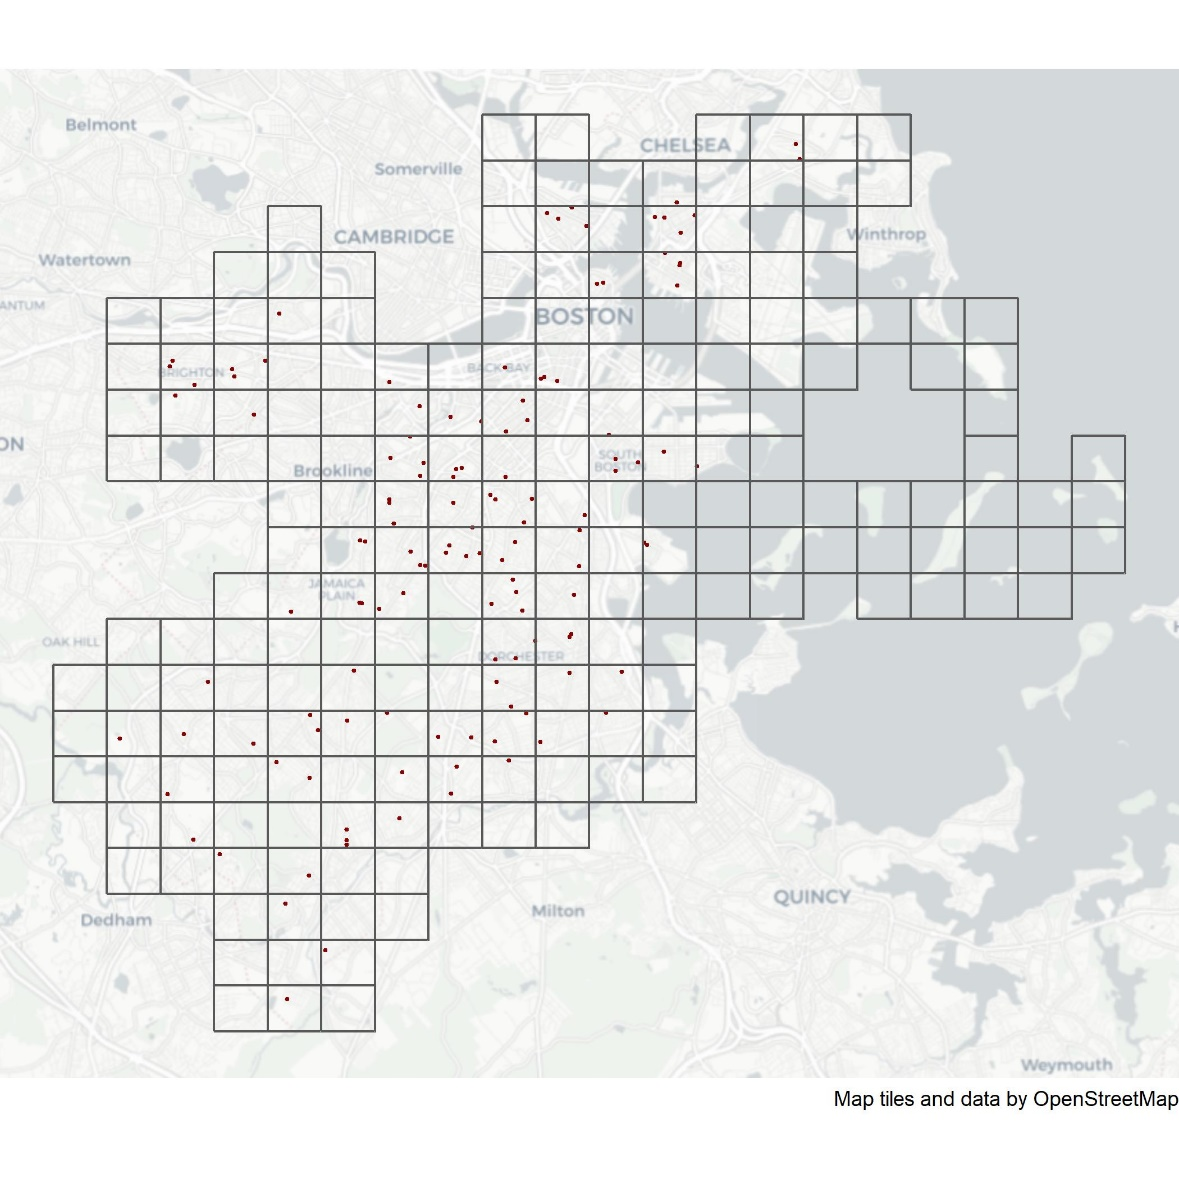 Belmont
CHELSEA
Somerville
CAMBRIDGE
Winthrop
Watertown
ANTUM
BOSTON
BACK BAY
BRIGHTON
ON
SOUTH
BOSTON
Brookline
JAMAICA
PLAIN
H
OAK HILL
DORCHESTER
QUINCY
Milton
Dedham
Weymouth
Map tiles and data by OpenStreetMap